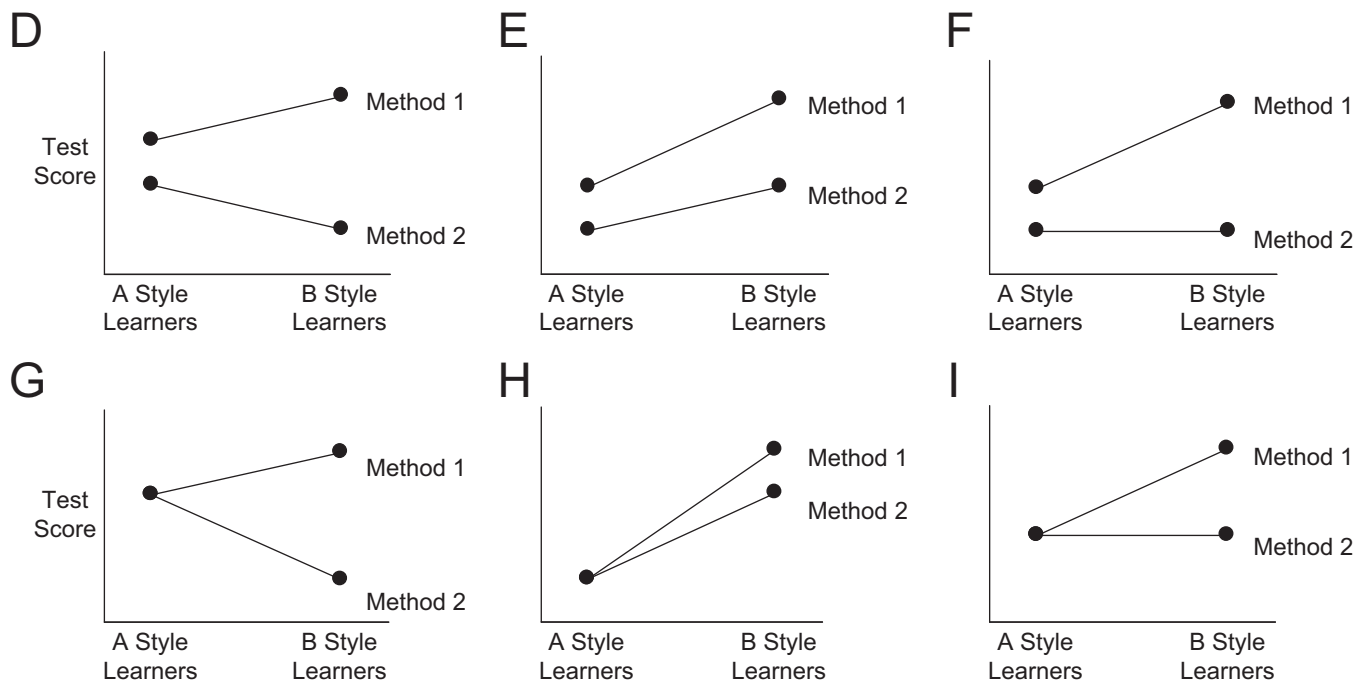 D
E
F
Method 1
Method 1
Method 1
Test
Score
Method 2
Method 2
Method 2
A Style
Learners
B Style
Learners
A Style
Learners
B Style
Learners
A Style
Learners
B Style
Learners
G
H
I
Method 1
Method 1
Method 1
Test
Score
Method 2
Method 2
Method 2
A Style
Learners
B Style
Learners
A Style
Learners
B Style
Learners
A Style
Learners
B Style
Learners